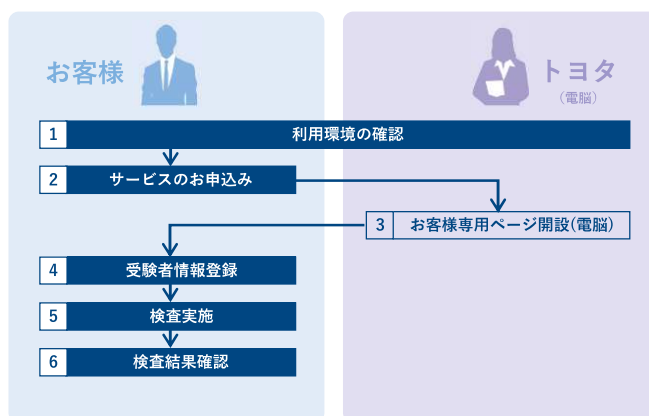 お客様
トヨタ
(電脳)
1 利用環境の確認
2 サービスのお申込み
3 お客様専用ページ開設(電脳)
4 受験者情報登録
5 検査実施
6 検査結果確認